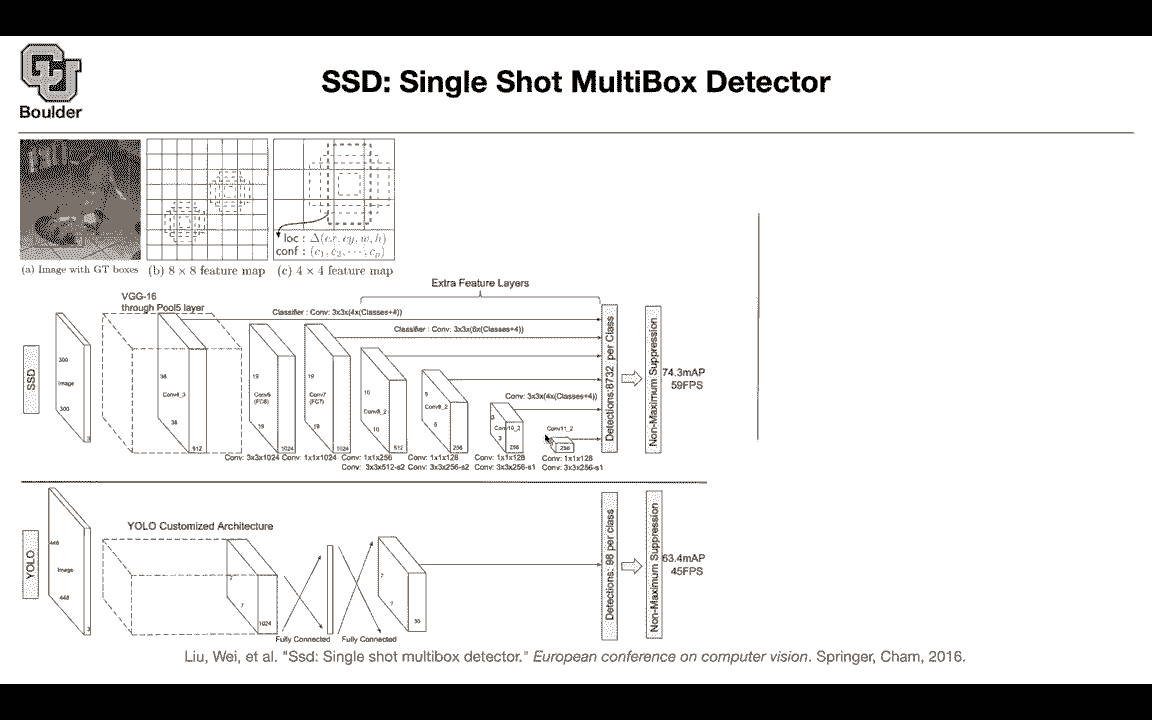 CU
Boulder
SSD: Single Shot MultiBox Detector
loc : Δ(cx, cy, w, h)
conf : (c1, c2, ⋯, cp)
(a) Image with GT boxes
(b) 8 × 8 feature map
(c) 4 × 4 feature map
Extra Feature Layers
VGG-16
through Pool5 layer
Classifier : Conv: 3x3x(4x(Classes+4))
Classifier : Conv: 3x3x(6x(Classes+4))
SSD
300
Image
300
3
38
Conv4_3
38
512
19
Conv6
(FC6)
19
1024
19
Conv7
(FC7)
19
1024
10
Conv8_2
10
512
5
Conv9_2
5
256
Conv: 3x3x(4x(Classes+4))
3
Conv10_2
3
256
Conv11_2
256
Detections:8732 per Class
Non-Maximum Suppression
74.3mAP
59FPS
Conv: 3x3x1024
Conv: 1x1x1024
Conv: 1x1x256
Conv: 3x3x512-s2
Conv: 1x1x128
Conv: 3x3x256-s2
Conv: 1x1x128
Conv: 3x3x256-s1
Conv: 1x1x128
Conv: 3x3x256-s1
YOLO
448
Image
448
3
YOLO Customized Architecture
7
7
1024
Fully Connected
Fully Connected
7
7
30
Detections: 98 per class
Non-Maximum Suppression
63.4mAP
45FPS
Liu, Wei, et al. "Ssd: Single shot multibox detector." European conference on computer vision. Springer, Cham, 2016.